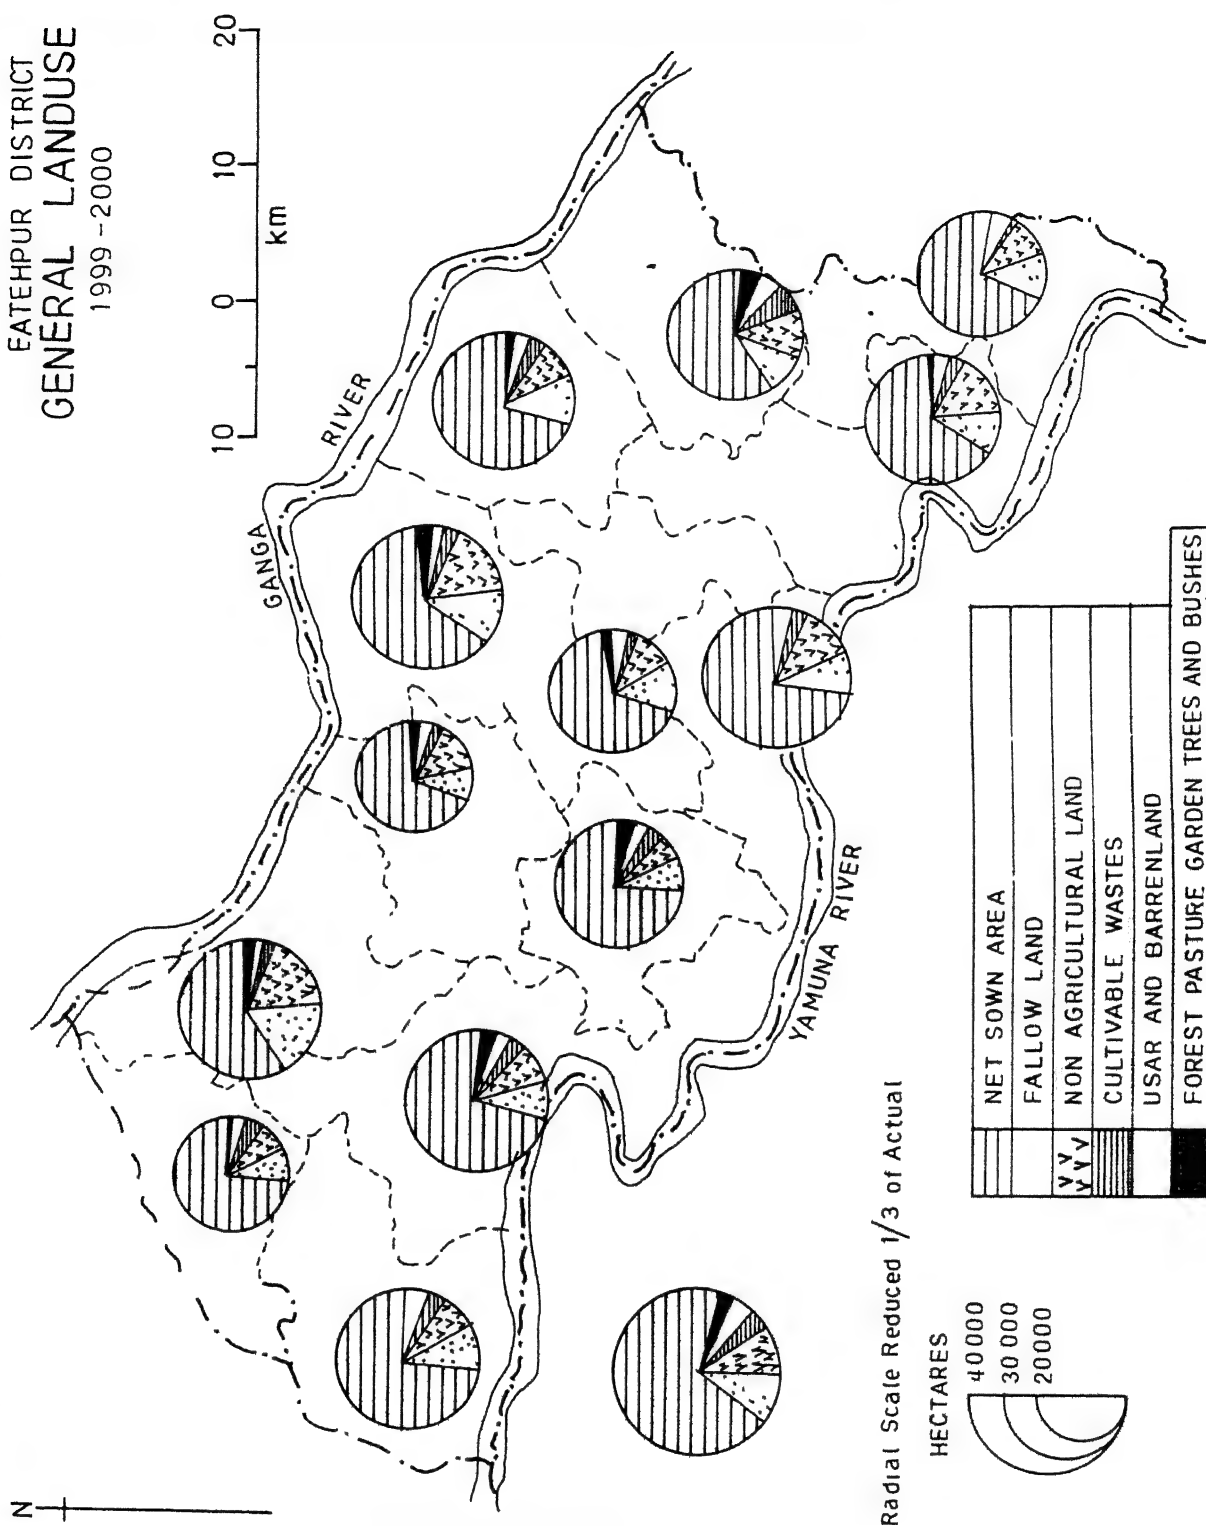 EATEHPUR DISTRICT
GENERAL LANDUSE
1999-2000
10 0 10 20
km
GANGA RIVER
YAMUNA RIVER
N
Radial Scale Reduced 1/3 of Actual
HECTARES
40000
30 000
20000
NET SOWN AREA
FALLOW LAND
NON AGRICULTURAL LAND
CULTIVABLE WASTES
USAR AND BARRENLAND
FOREST PASTURE GARDEN TREES AND BUSHES